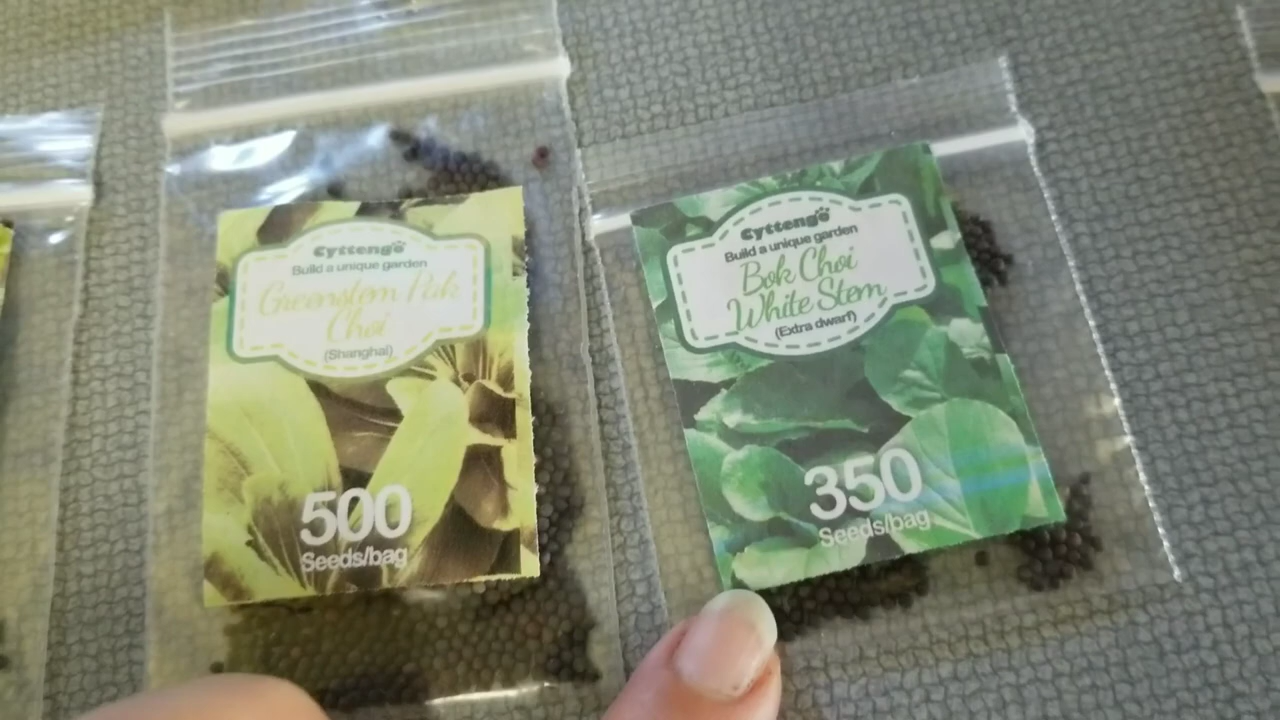 Cyttengo
Build a unique garden
Greenstem Pak
Choi
(Shanghai)
500
Seeds/bag
Cyttengo
Build a unique garden
Bok Choi
White Stem
(Extra dwarf)
350
Seeds/bag